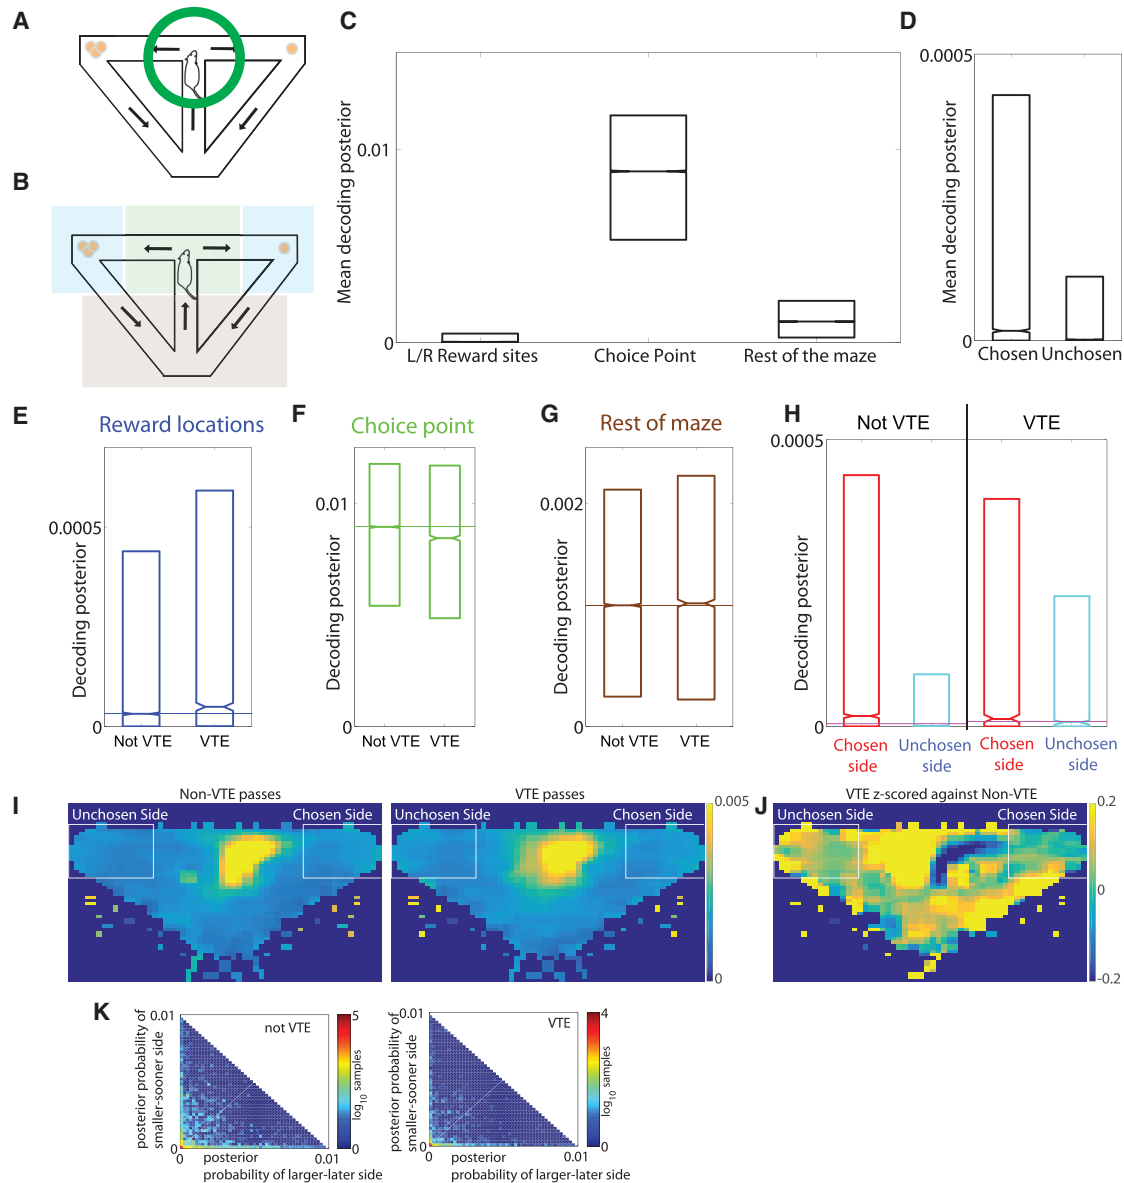 A
B
C
Mean decoding posterior
0.01
0
L/R Reward sites
Choice Point
Rest of the maze
D
Mean decoding posterior
0.0005
0
Chosen
Unchosen
E
Reward locations
Decoding posterior
0.0005
0
Not VTE
VTE
F
Choice point
Decoding posterior
0.01
0
Not VTE
VTE
G
Rest of maze
Decoding posterior
0.002
0
Not VTE
VTE
H
Not VTE
VTE
Decoding posterior
0.0005
0
Chosen
side
Unchosen
side
Chosen
side
Unchosen
side
I
Non-VTE passes
Unchosen Side
Chosen Side
VTE passes
Unchosen Side
Chosen Side
0.005
0
J
VTE z-scored against Non-VTE
Unchosen Side
Chosen Side
0.2
0
-0.2
K
posterior probability of
smaller-sooner side
0.01
0
not VTE
5
0
log10 samples
0
0.01
posterior
probability of larger-later side
posterior probability of
smaller-sooner side
0.01
0
VTE
4
0
log10 samples
0
0.01
posterior
probability of larger-later side